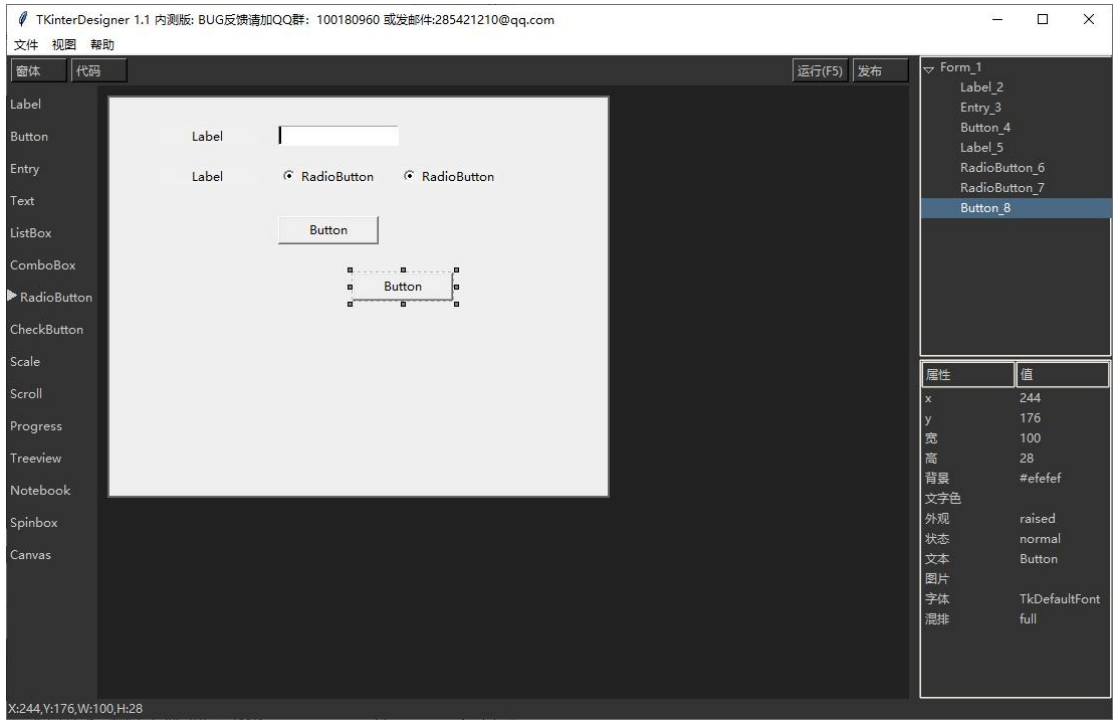 TKinterDesigner 1.1 内测版: BUG反馈请加QQ群： 100180960 或发邮件:285421210@qq.com
文件 视图 帮助
窗体 代码 运行(F5) 发布
Label
Button
Entry
Text
ListBox
ComboBox
RadioButton
CheckButton
Scale
Scroll
Progress
Treeview
Notebook
Spinbox
Canvas
Label
Label RadioButton RadioButton
Button
Button
Form_1
Label_2
Entry_3
Button_4
Label_5
RadioButton_6
RadioButton_7
Button_8
属性 值
x 244
y 176
宽 100
高 28
背景 #efefef
文字色
外观 raised
状态 normal
文本 Button
图片
字体 TkDefaultFont
混排 full
X:244,Y:176,W:100,H:28